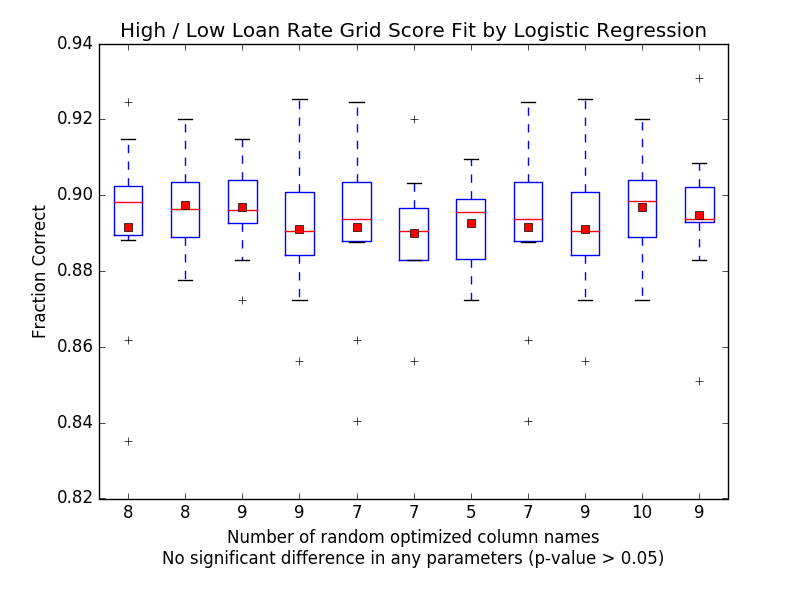 High / Low Loan Rate Grid Score Fit by Logistic Regression
0.94
0.92
0.90
0.88
0.86
0.84
0.82
Fraction Correct
8 8 9 9 7 7 5 7 9 10 9
Number of random optimized column names
No significant difference in any parameters (p-value > 0.05)